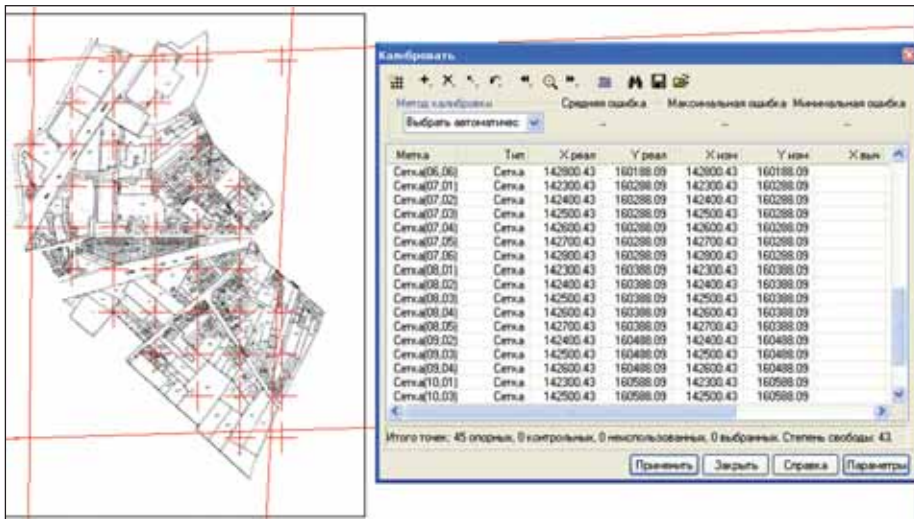 Калибровать
Метод калибровки Средняя ошибка Максимальная ошибка Минимальная ошибка
Выбрать автоматичес – – –
Метка Тип X реал Y реал X изм Y изм X выч
Сетка(06,06) Сетка 142800.43 160188.09 142800.43 160188.09
Сетка(07,01) Сетка 142300.43 160288.09 142300.43 160288.09
Сетка(07,02) Сетка 142400.43 160288.09 142400.43 160288.09
Сетка(07,03) Сетка 142500.43 160288.09 142500.43 160288.09
Сетка(07,04) Сетка 142600.43 160288.09 142600.43 160288.09
Сетка(07,05) Сетка 142700.43 160288.09 142700.43 160288.09
Сетка(07,06) Сетка 142800.43 160288.09 142800.43 160288.09
Сетка(08,01) Сетка 142300.43 160388.09 142300.43 160388.09
Сетка(08,02) Сетка 142400.43 160388.09 142400.43 160388.09
Сетка(08,03) Сетка 142500.43 160388.09 142500.43 160388.09
Сетка(08,04) Сетка 142600.43 160388.09 142600.43 160388.09
Сетка(08,05) Сетка 142700.43 160388.09 142700.43 160388.09
Сетка(09,02) Сетка 142400.43 160488.09 142400.43 160488.09
Сетка(09,03) Сетка 142500.43 160488.09 142500.43 160488.09
Сетка(09,04) Сетка 142600.43 160488.09 142600.43 160488.09
Сетка(10,01) Сетка 142300.43 160588.09 142300.43 160588.09
Сетка(10,03) Сетка 142500.43 160588.09 142500.43 160588.09
Итого точек: 45 опорных, 0 контрольных, 0 неиспользованных, 0 выбранных. Степень свободы: 43.
Применить Закрыть Справка Параметры